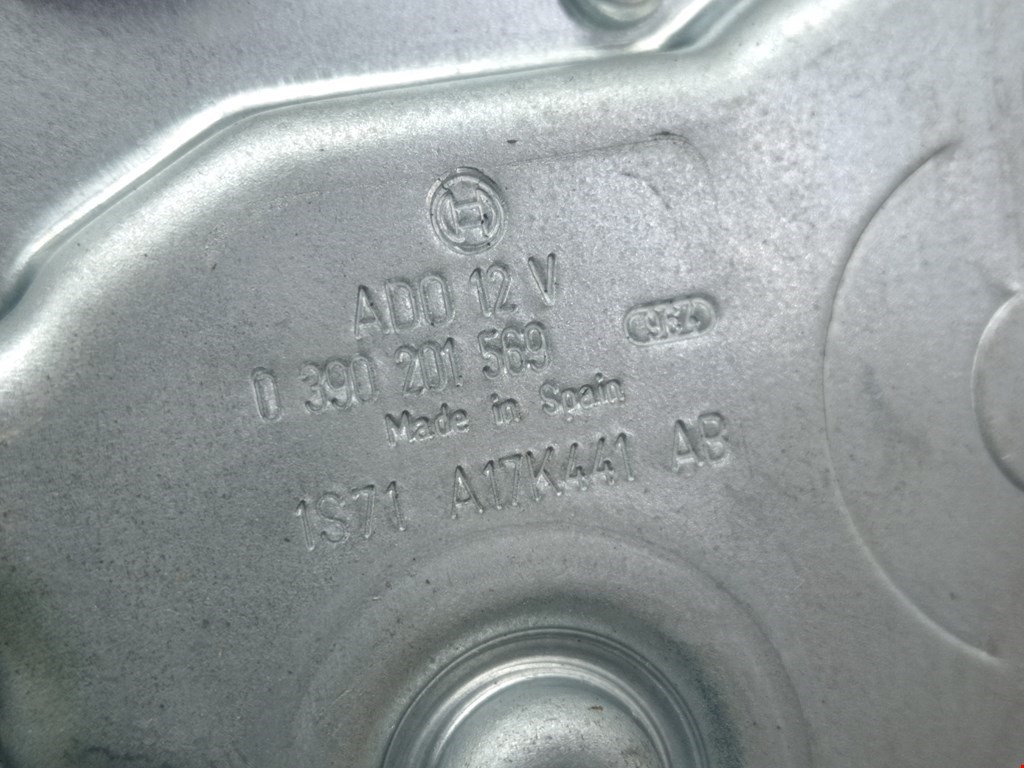 ADO 12 V
0 390 201 569
Made in Spain
1S71 A17K441 AB